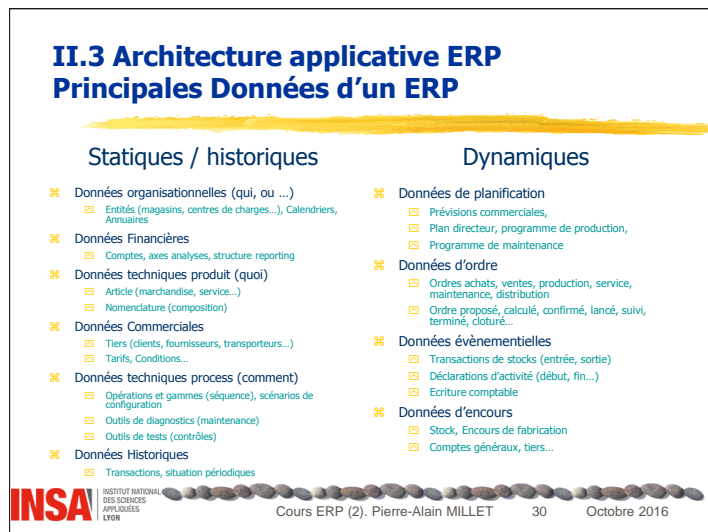 II.3 Architecture applicative ERP
Principales Données d'un ERP
Statiques / historiques
Données organisationnelles (qui, ou …)
Entités (magasins, centres de charges…), Calendriers,
Annuaires
Données Financières
Comptes, axes analyses, structure reporting
Données techniques produit (quoi)
Article (marchandise, service…)
Nomenclature (composition)
Données Commerciales
Tiers (clients, fournisseurs, transporteurs…)
Tarifs, Conditions…
Données techniques process (comment)
Opérations et gammes (séquence), scénarios de
configuration
Outils de diagnostics (maintenance)
Outils de tests (contrôles)
Données Historiques
Transactions, situation périodiques
Dynamiques
Données de planification
Prévisions commerciales,
Plan directeur, programme de production,
Programme de maintenance
Données d'ordre
Ordres achats, ventes, production, service,
maintenance, distribution
Ordre proposé, calculé, confirmé, lancé, suivi,
terminé, cloturé…
Données évènementielles
Transactions de stocks (entrée, sortie)
Déclarations d'activité (début, fin…)
Ecriture comptable
Données d'encours
Stock, Encours de fabrication
Comptes généraux, tiers…
INSA
INSTITUT NATIONAL
DES SCIENCES
APPLIQUÉES
LYON
Cours ERP (2). Pierre-Alain MILLET
30
Octobre 2016